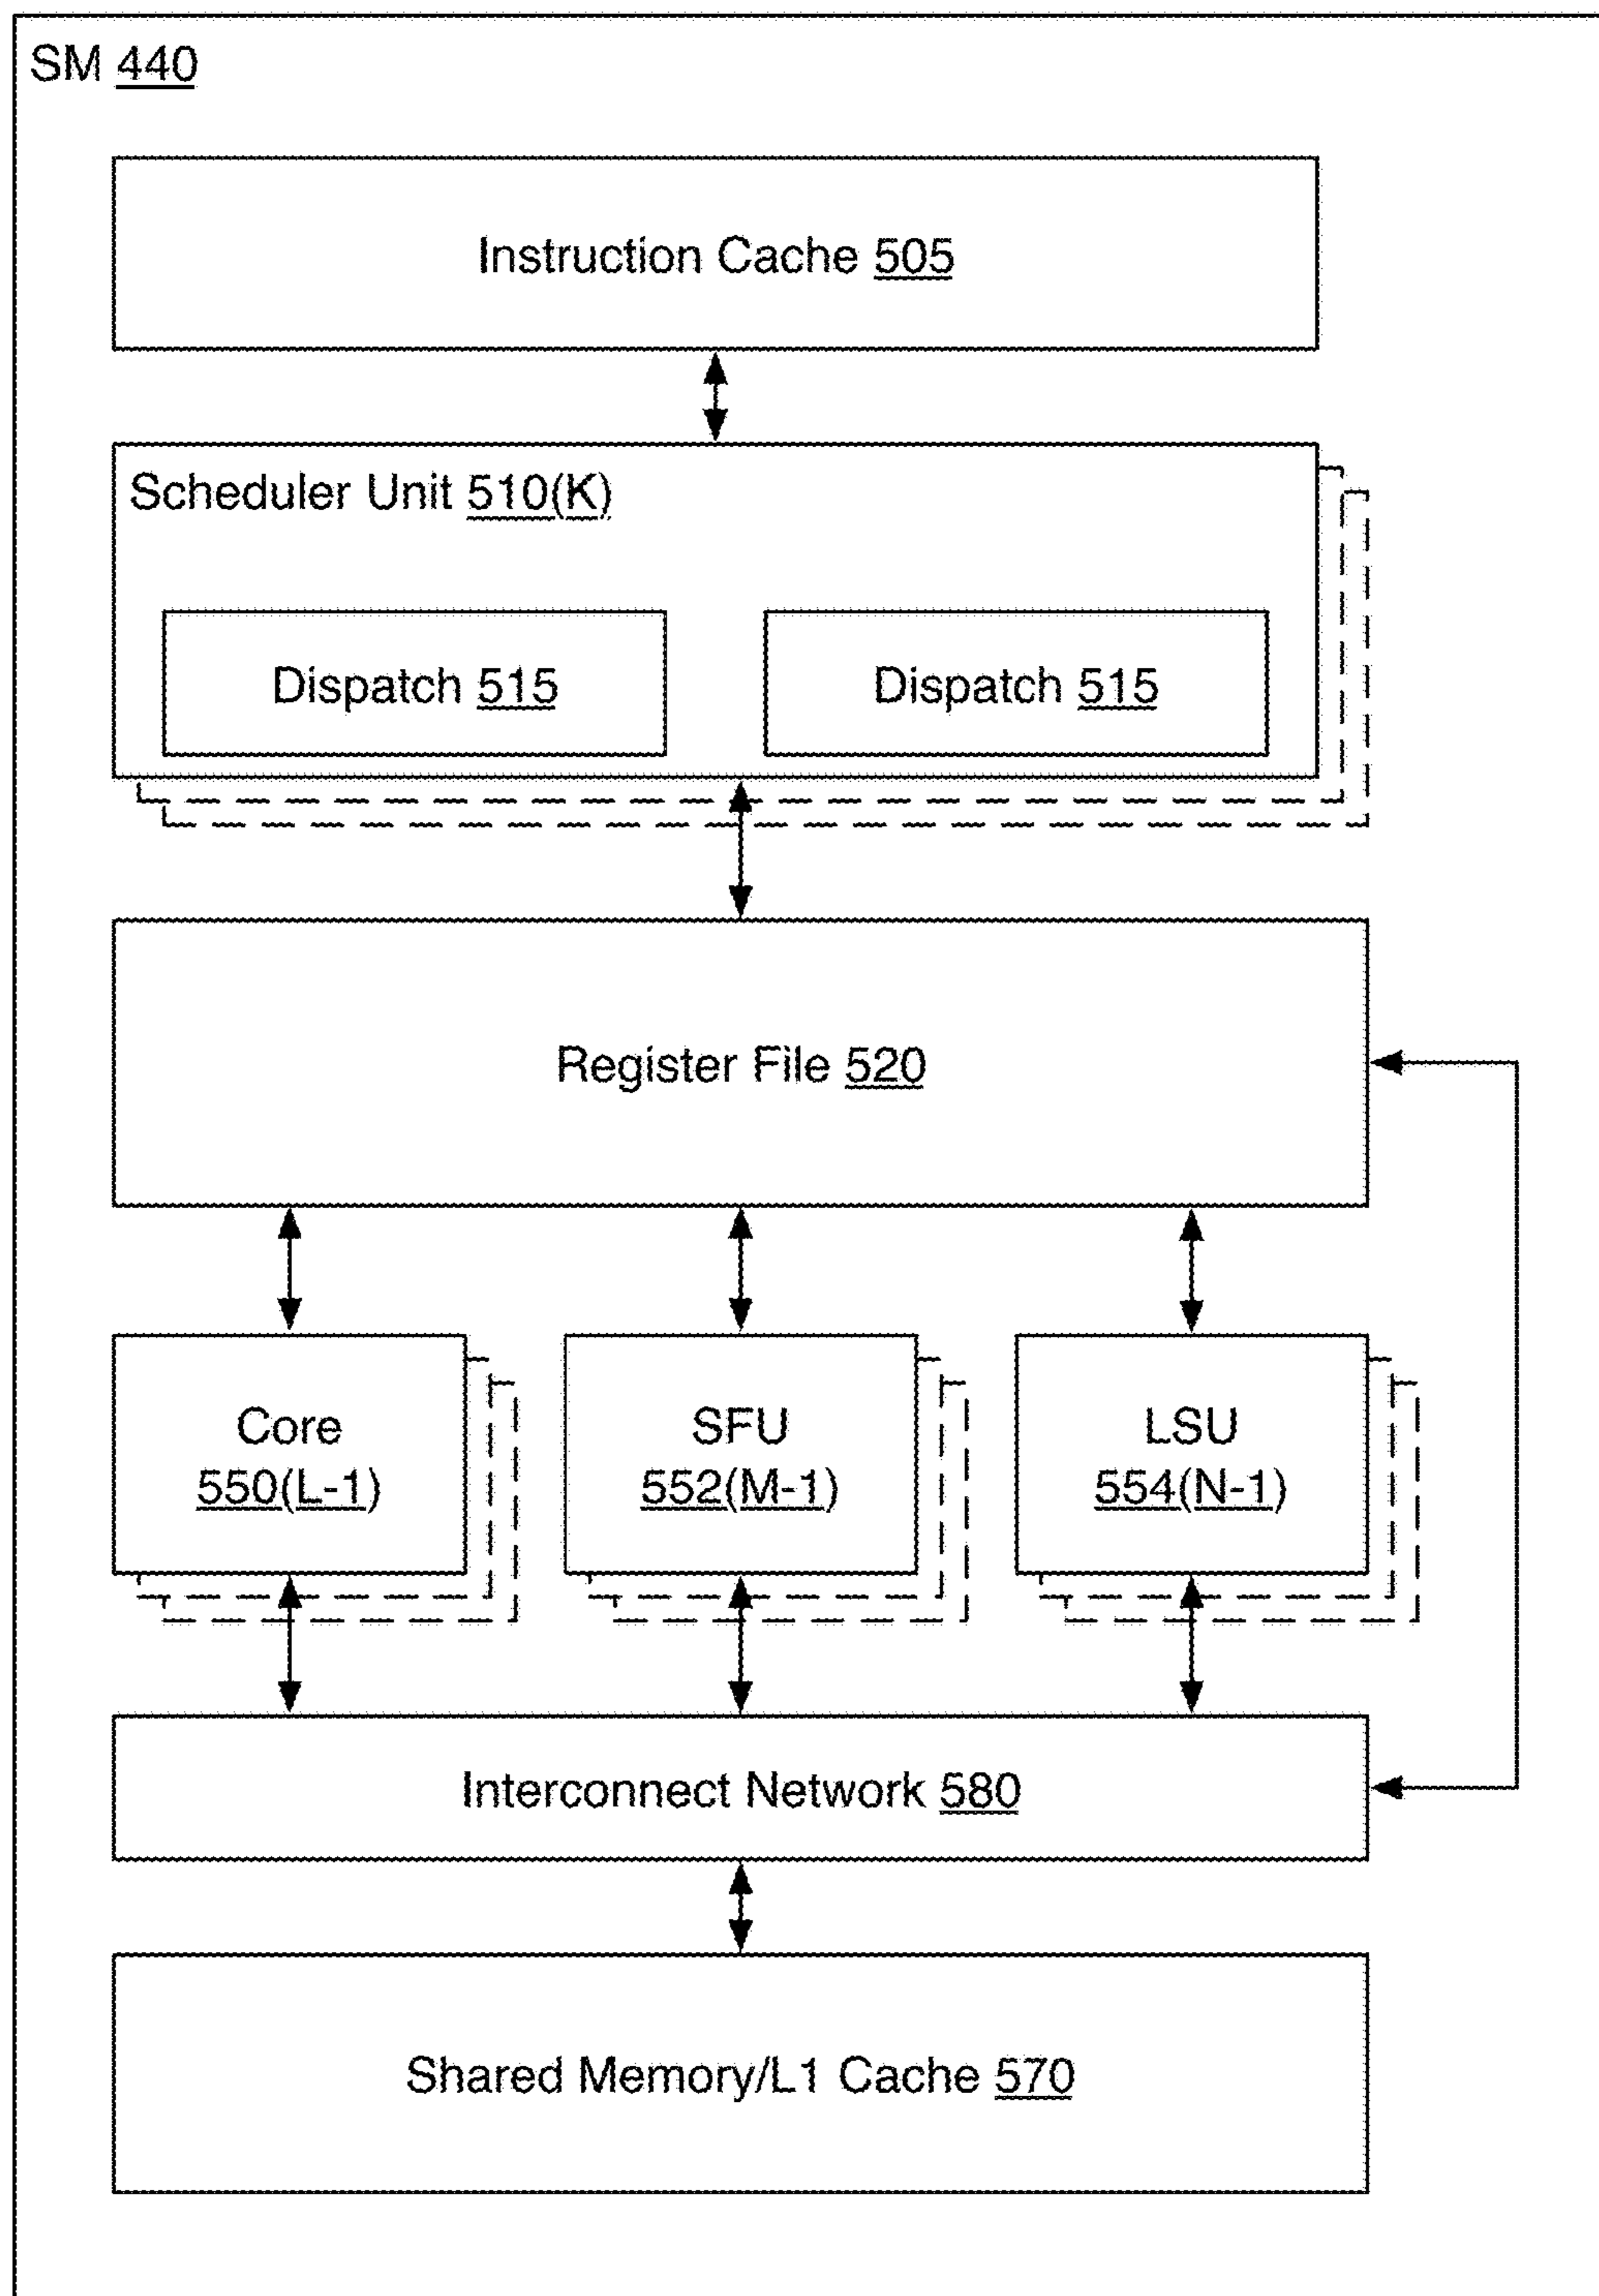 SM 440
Instruction Cache 505
Scheduler Unit 510(K)
Dispatch 515
Dispatch 515
Register File 520
Core
550(L-1)
SFU
552(M-1)
LSU
554(N-1)
Interconnect Network 580
Shared Memory/L1 Cache 570